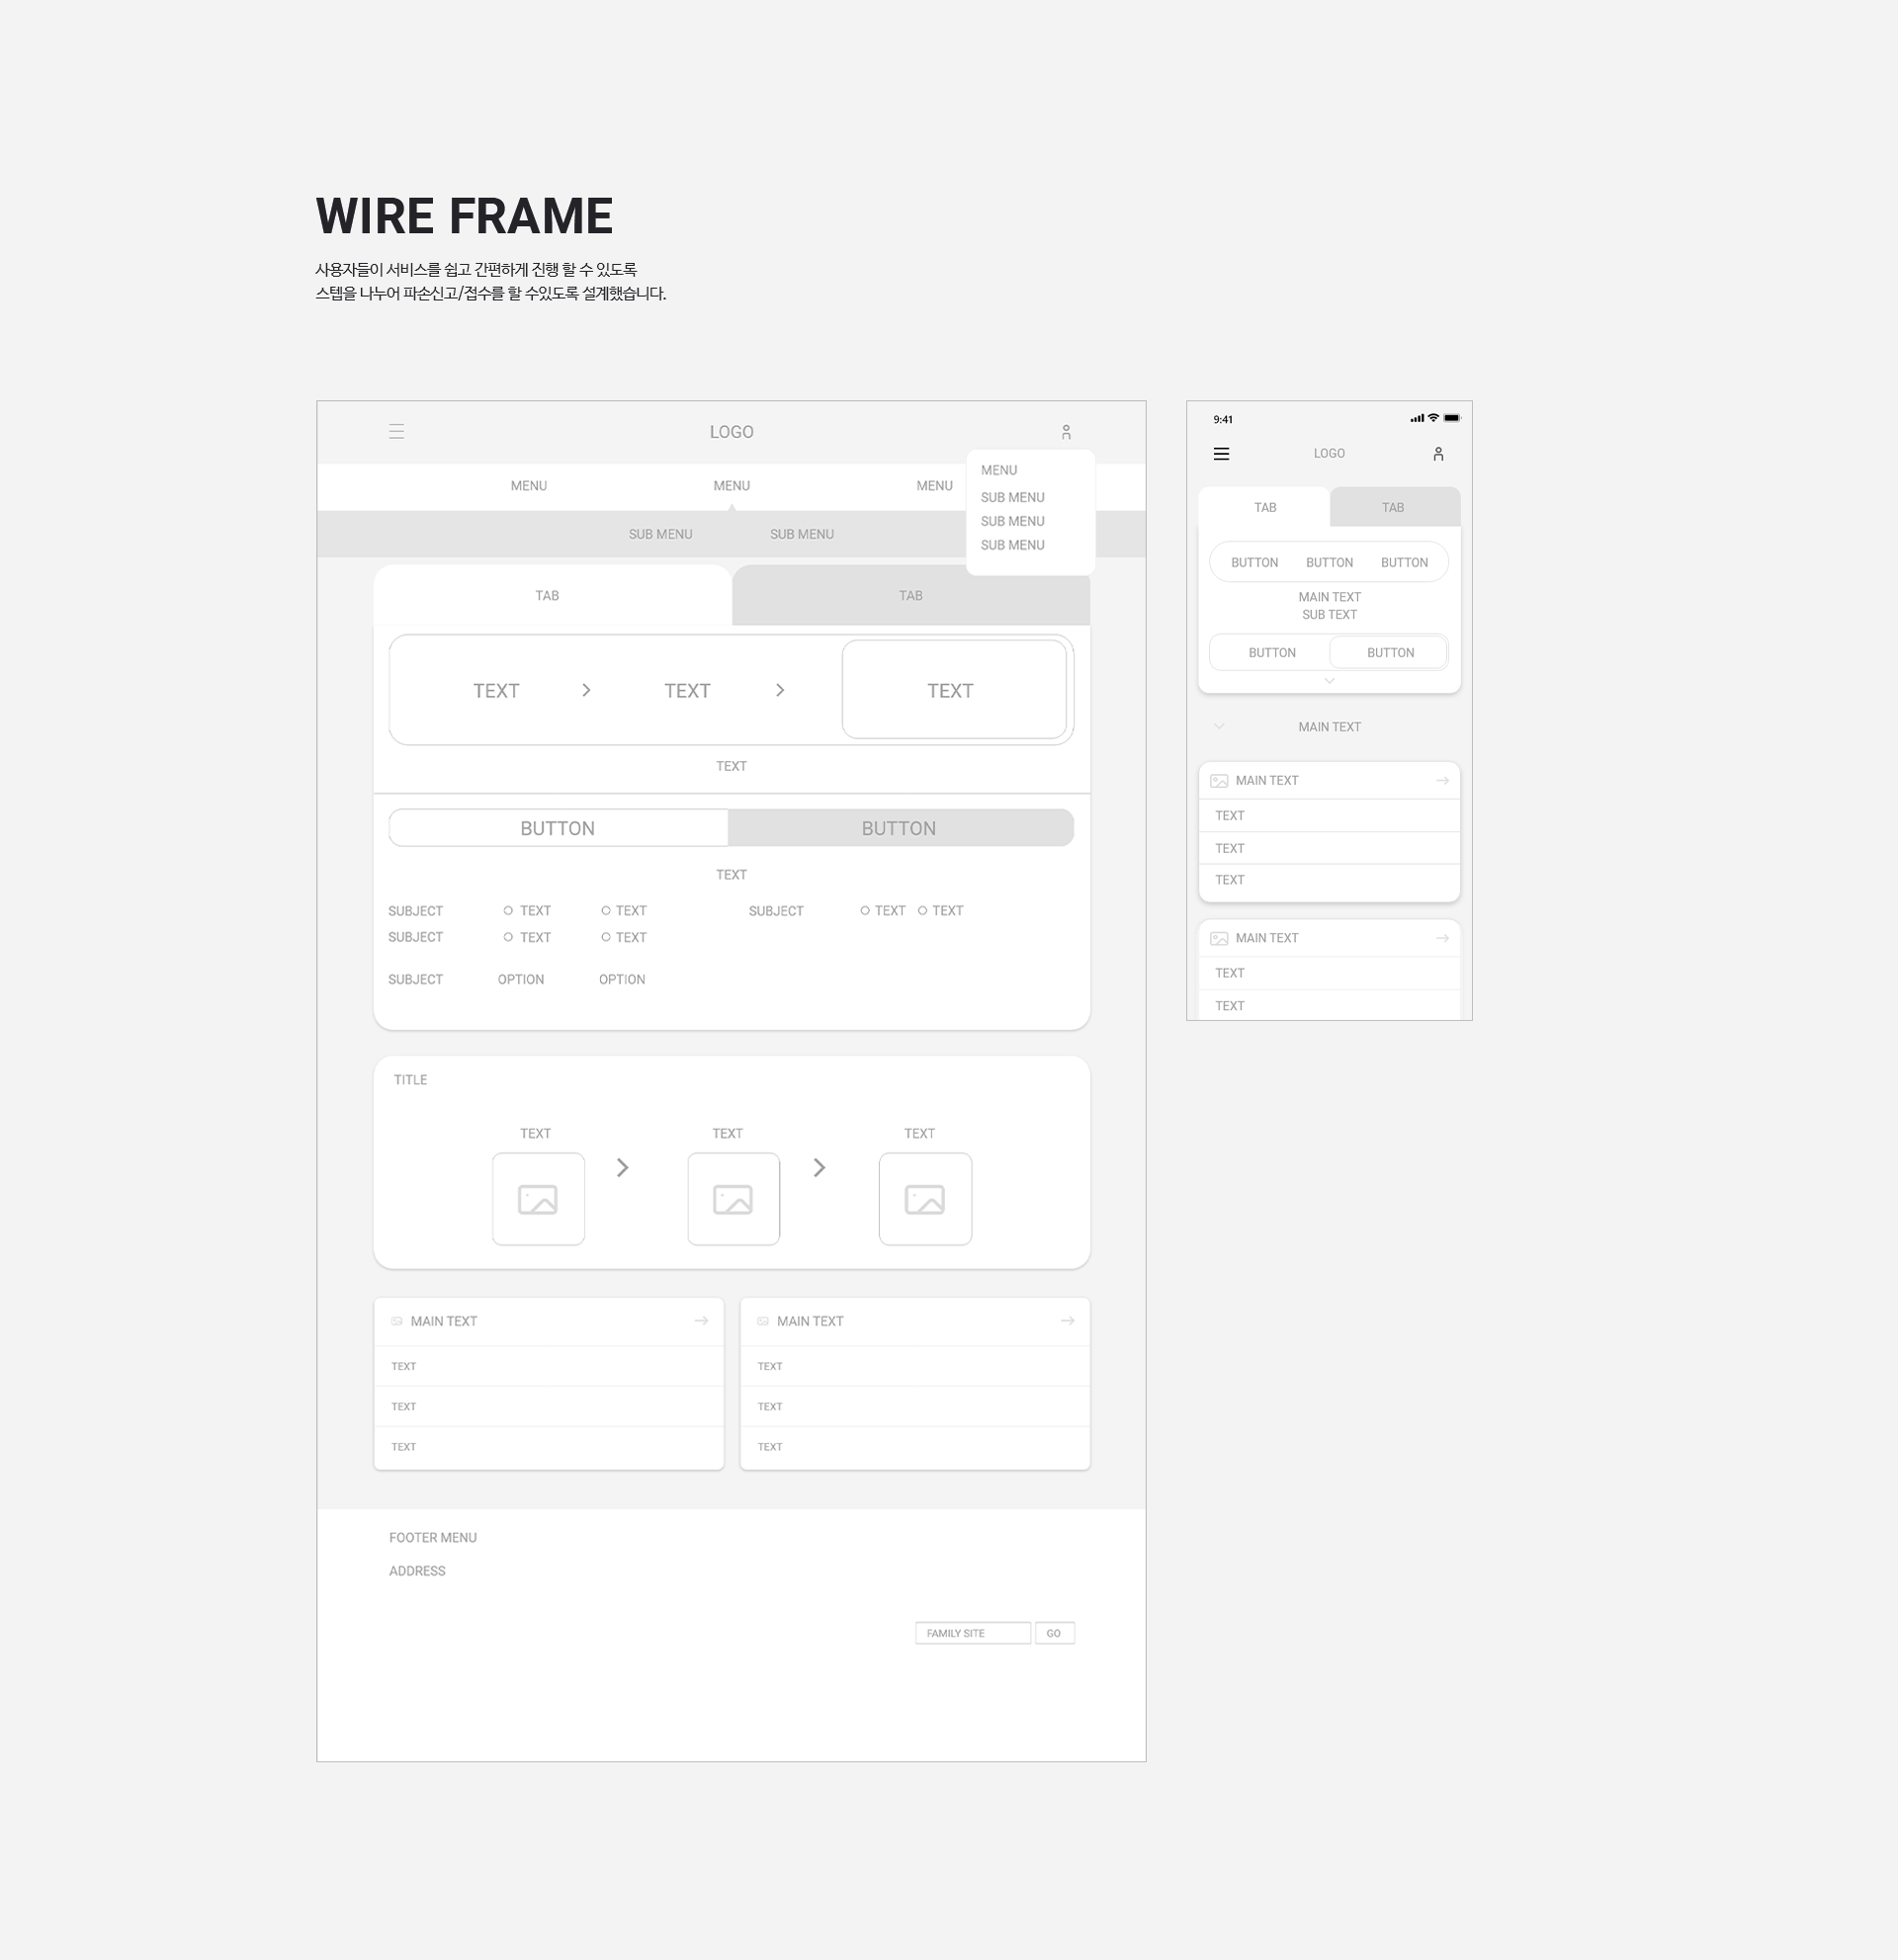 WIRE FRAME
사용자들이 서비스를 쉽고 간편하게 진행 할 수 있도록
스텝을 나누어 파손신고/접수를 할 수있도록 설계했습니다.
LOGO
MENU MENU MENU
MENU
SUB MENU
SUB MENU
SUB MENU
SUB MENU SUB MENU
TAB TAB
TEXT TEXT TEXT
TEXT
BUTTON BUTTON
TEXT
SUBJECT TEXT TEXT SUBJECT TEXT TEXT
SUBJECT TEXT TEXT
SUBJECT OPTION OPTION
TITLE
TEXT TEXT TEXT
MAIN TEXT
TEXT
TEXT
TEXT
MAIN TEXT
TEXT
TEXT
TEXT
FOOTER MENU
ADDRESS
FAMILY SITE GO
9:41
LOGO
TAB TAB
BUTTON BUTTON BUTTON
MAIN TEXT
SUB TEXT
BUTTON BUTTON
MAIN TEXT
MAIN TEXT
TEXT
TEXT
TEXT
MAIN TEXT
TEXT
TEXT